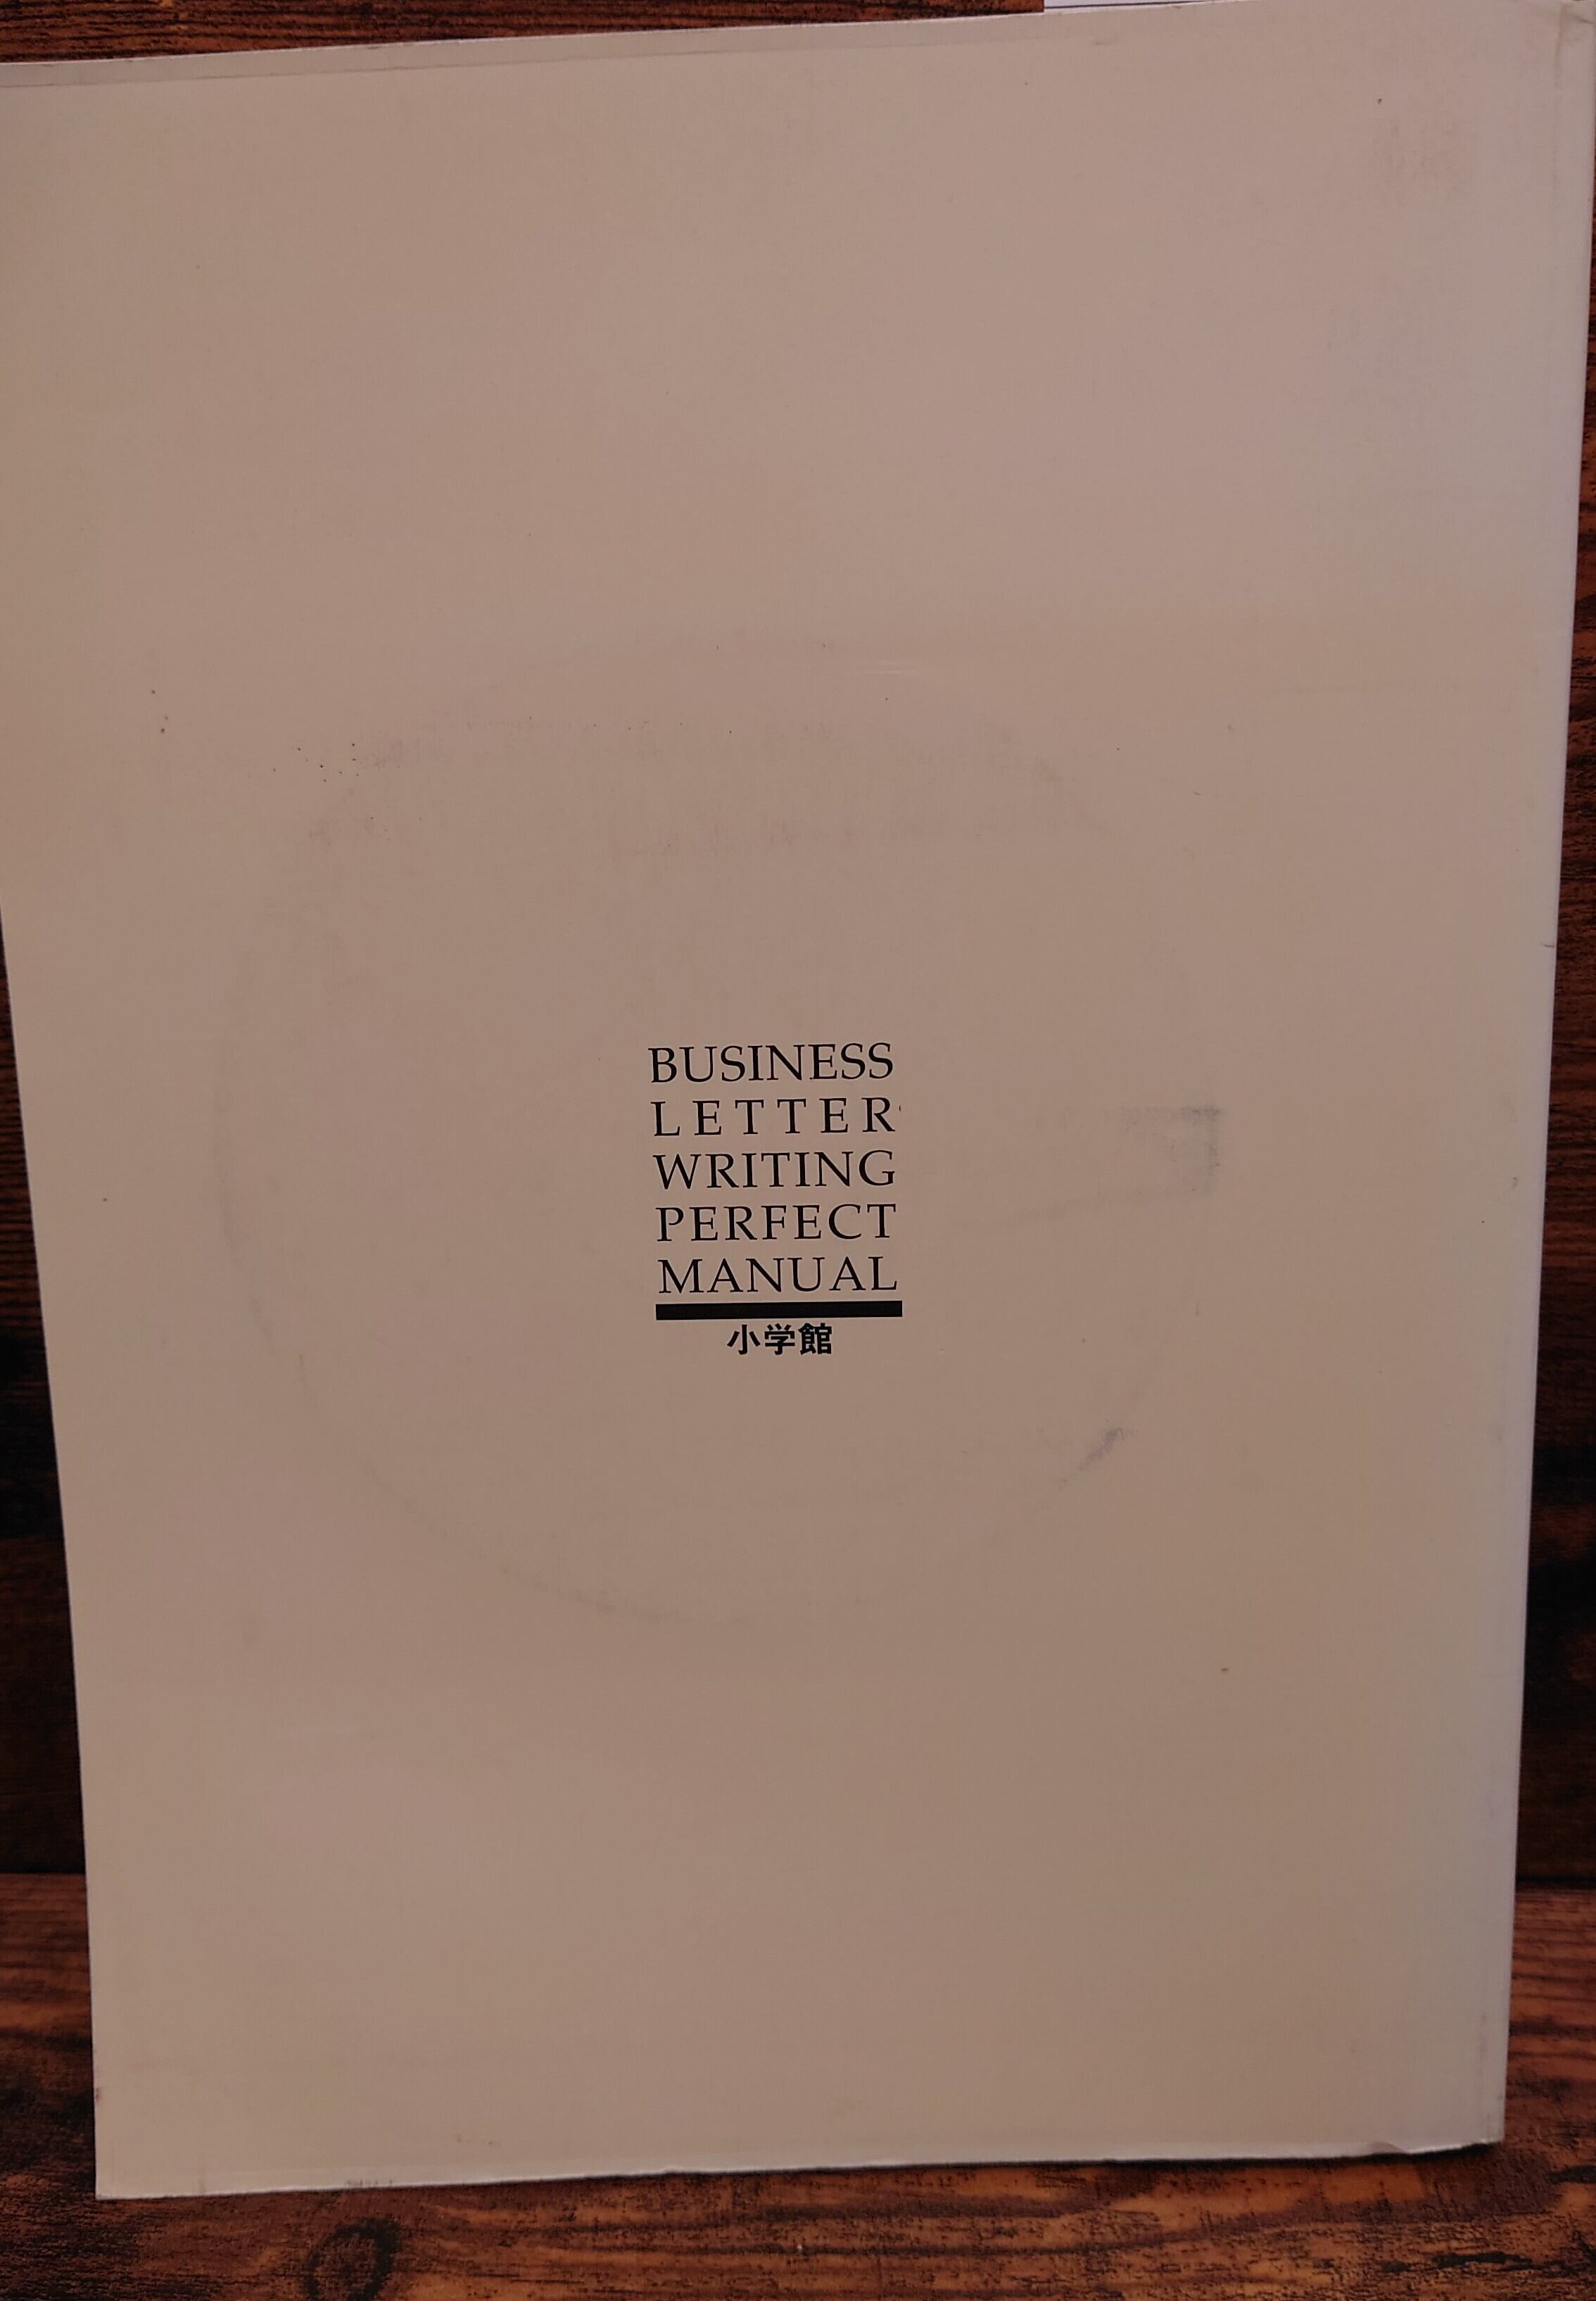 BUSINESS
LETTER
WRITING
PERFECT
MANUAL
小学館